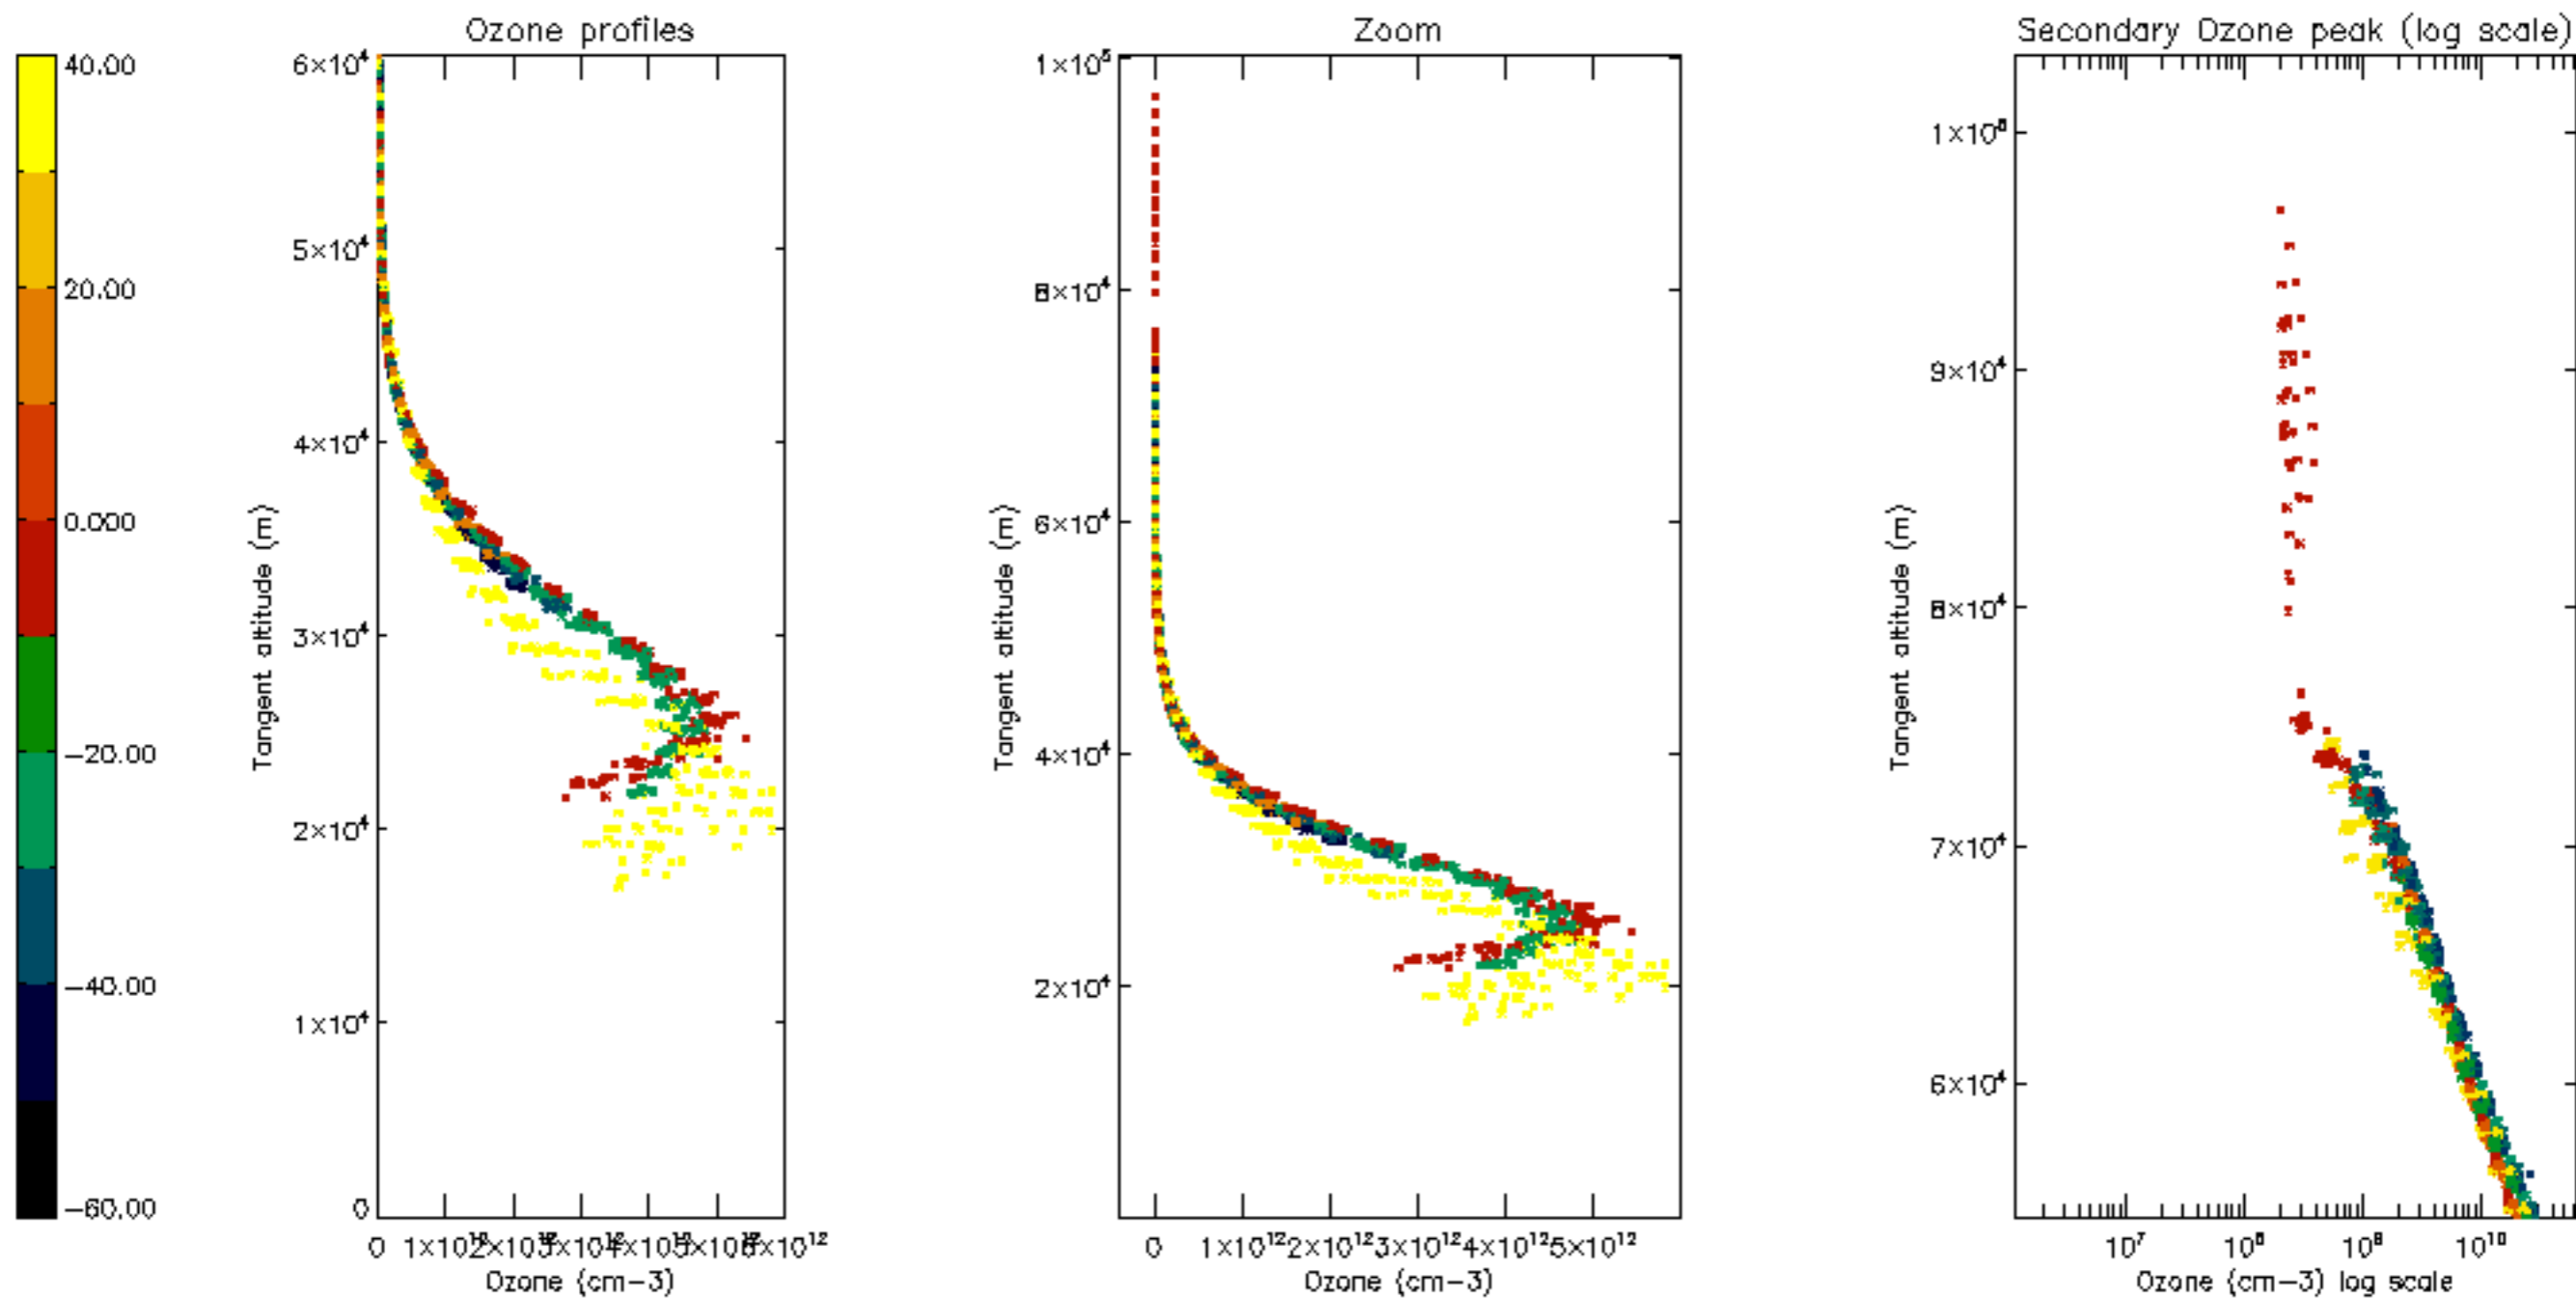 Ozone profiles
Zoom
Secondary Ozone peak (log scale)
40.00
20.00
0.000
−20.00
−40.00
−60.00
6×10⁴
5×10⁴
4×10⁴
3×10⁴
2×10⁴
1×10⁴
0
Tangent altitude (m)
0
Ozone (cm−3)
1×10⁵
8×10⁴
6×10⁴
4×10⁴
2×10⁴
Tangent altitude (m)
0 1×10¹² 2×10¹² 3×10¹² 4×10¹² 5×10¹²
Ozone (cm−3)
9×10⁴
8×10⁴
7×10⁴
6×10⁴
Tangent altitude (m)
10⁷ 10⁸ 10⁹ 10¹⁰
Ozone (cm−3) log scale